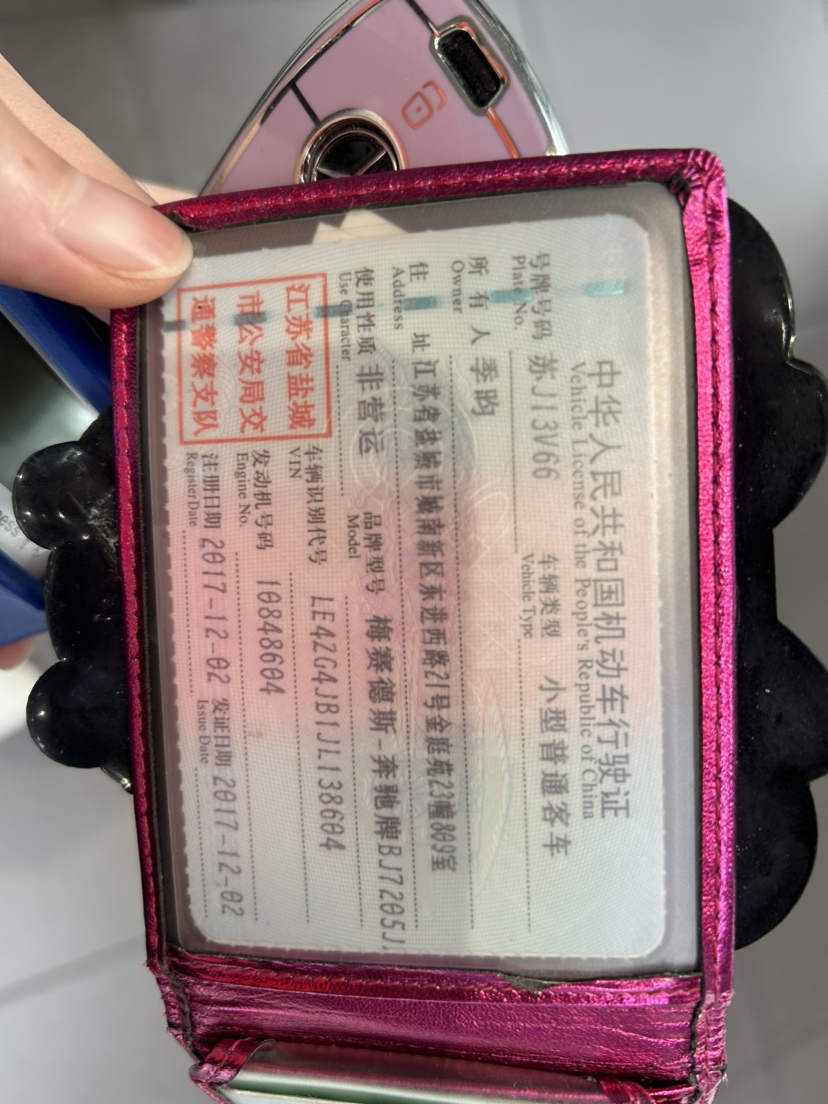 中华人民共和国机动车行驶证
Vehicle License of the People's Republic of China
号牌号码 苏J13V66 车辆类型 小型普通客车
Plate No. Vehicle Type
所有人 季昀
Owner
住址 江苏省盐城市城南新区东进西路21号金庭苑23幢809室
Address
使用性质 非营运 品牌型号 梅赛德斯-奔驰牌BJ7205J
Use Character Model
江苏省盐城
市公安局交
通警察支队
车辆识别代号 LE42G4JB1JL138604
VIN
发动机号码 10848604
Engine No.
注册日期 2017-12-02 发证日期 2017-12-02
Register Date Issue Date